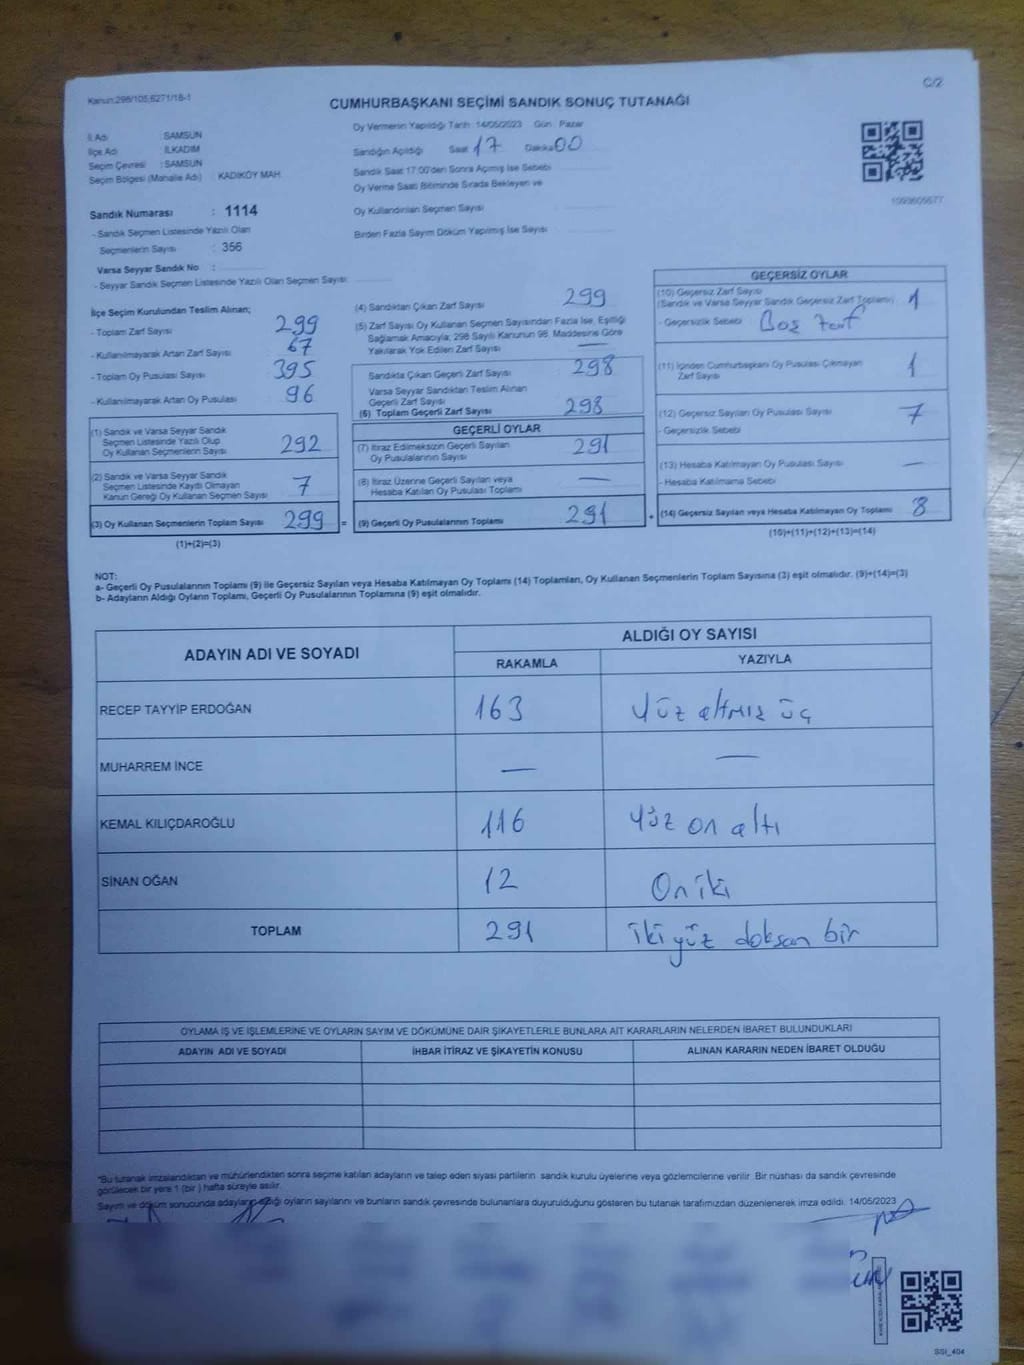 Kanun:298/105,6271/18-1
C/2
CUMHURBAŞKANI SEÇİMİ SANDIK SONUÇ TUTANAĞI
İl Adı : SAMSUN
İlçe Adı : İLKADIM
Seçim Çevresi : SAMSUN
Seçim Bölgesi (Mahalle Adı) : KADIKÖY MAH.
Oy Vermenin Yapıldığı Tarih: 14/05/2023 Gün : Pazar
Sandığın Açıldığı Saat 17 Dakika 00
Sandık Saat 17:00'den Sonra Açılmış İse Sebebi
Oy Verme Saati Bitiminde Sırada Bekleyen ve
Oy Kullandırılan Seçmen Sayısı
Birden Fazla Sayım Döküm Yapılmış İse Sayısı
Sandık Numarası : 1114
- Sandık Seçmen Listesinde Yazılı Olan
Seçmenlerin Sayısı : 356
Varsa Seyyar Sandık No :
- Seyyar Sandık Seçmen Listesinde Yazılı Olan Seçmen Sayısı:
İlçe Seçim Kurulundan Teslim Alınan;
- Toplam Zarf Sayısı 299
- Kullanılmayarak Artan Zarf Sayısı 67
- Toplam Oy Pusulası Sayısı 395
- Kullanılmayarak Artan Oy Pusulası 96
(1) Sandık ve Varsa Seyyar Sandık
Seçmen Listesinde Yazılı Olup
Oy Kullanan Seçmenlerin Sayısı 292
(2) Sandık ve Varsa Seyyar Sandık
Seçmen Listesinde Kayıtlı Olmayan
Kanun Gereği Oy Kullanan Seçmen Sayısı 7
(3) Oy Kullanan Seçmenlerin Toplam Sayısı 299 =
(1)+(2)=(3)
(4) Sandıktan Çıkan Zarf Sayısı 299
(5) Zarf Sayısı Oy Kullanan Seçmen Sayısından Fazla İse, Eşitliği
Sağlamak Amacıyla; 298 Sayılı Kanunun 98. Maddesine Göre
Yakılarak Yok Edilen Zarf Sayısı —
Sandıkta Çıkan Geçerli Zarf Sayısı 298
Varsa Seyyar Sandıktan Teslim Alınan
Geçerli Zarf Sayısı
(6) Toplam Geçerli Zarf Sayısı 298
GEÇERLİ OYLAR
(7) İtiraz Edilmeksizin Geçerli Sayılan
Oy Pusulalarının Sayısı 291
(8) İtiraz Üzerine Geçerli Sayılan veya
Hesaba Katılan Oy Pusulası Toplamı —
(9) Geçerli Oy Pusulalarının Toplamı 291 +
GEÇERSİZ OYLAR
(10) Geçersiz Zarf Sayısı
(Sandık ve Varsa Seyyar Sandık Geçersiz Zarf Toplamı) 1
- Geçersizlik Sebebi Boş zarf
(11) İçinden Cumhurbaşkanı Oy Pusulası Çıkmayan
Zarf Sayısı 1
(12) Geçersiz Sayılan Oy Pusulası Sayısı 7
- Geçersizlik Sebebi
(13) Hesaba Katılmayan Oy Pusulası Sayısı —
- Hesaba Katılmama Sebebi
(14) Geçersiz Sayılan veya Hesaba Katılmayan Oy Toplamı 8
(10)+(11)+(12)+(13)=(14)
NOT:
a- Geçerli Oy Pusulalarının Toplamı (9) ile Geçersiz Sayılan veya Hesaba Katılmayan Oy Toplamı (14) Toplamları, Oy Kullanan Seçmenlerin Toplam Sayısına (3) eşit olmalıdır. (9)+(14)=(3)
b- Adayların Aldığı Oyların Toplamı, Geçerli Oy Pusulalarının Toplamına (9) eşit olmalıdır.
ADAYIN ADI VE SOYADI ALDIĞI OY SAYISI
RAKAMLA YAZIYLA
RECEP TAYYİP ERDOĞAN 163 Yüz altmış üç
MUHARREM İNCE — —
KEMAL KILIÇDAROĞLU 116 Yüz on altı
SİNAN OĞAN 12 On iki
TOPLAM 291 iki yüz doksan bir
OYLAMA İŞ VE İŞLEMLERİNE VE OYLARIN SAYIM VE DÖKÜMÜNE DAİR ŞİKAYETLERLE BUNLARA AİT KARARLARIN NELERDEN İBARET BULUNDUKLARI
ADAYIN ADI VE SOYADI İHBAR İTİRAZ VE ŞİKAYETİN KONUSU ALINAN KARARIN NEDEN İBARET OLDUĞU
*Bu tutanak imzalandıktan ve mühürlendikten sonra seçime katılan adayların ve talep eden siyasi partilerin sandık kurulu üyelerine veya gözlemcilerine verilir. Bir nüshası da sandık çevresinde
görülecek bir yere 1 (bir) hafta süreyle asılır.
Sayım ve döküm sonucunda adayların aldığı oyların sayılarını ve bunların sandık çevresinde bulunanlara duyurulduğunu gösteren bu tutanak tarafımızdan düzenlenerek imza edildi. 14/05/2023
SSI_404